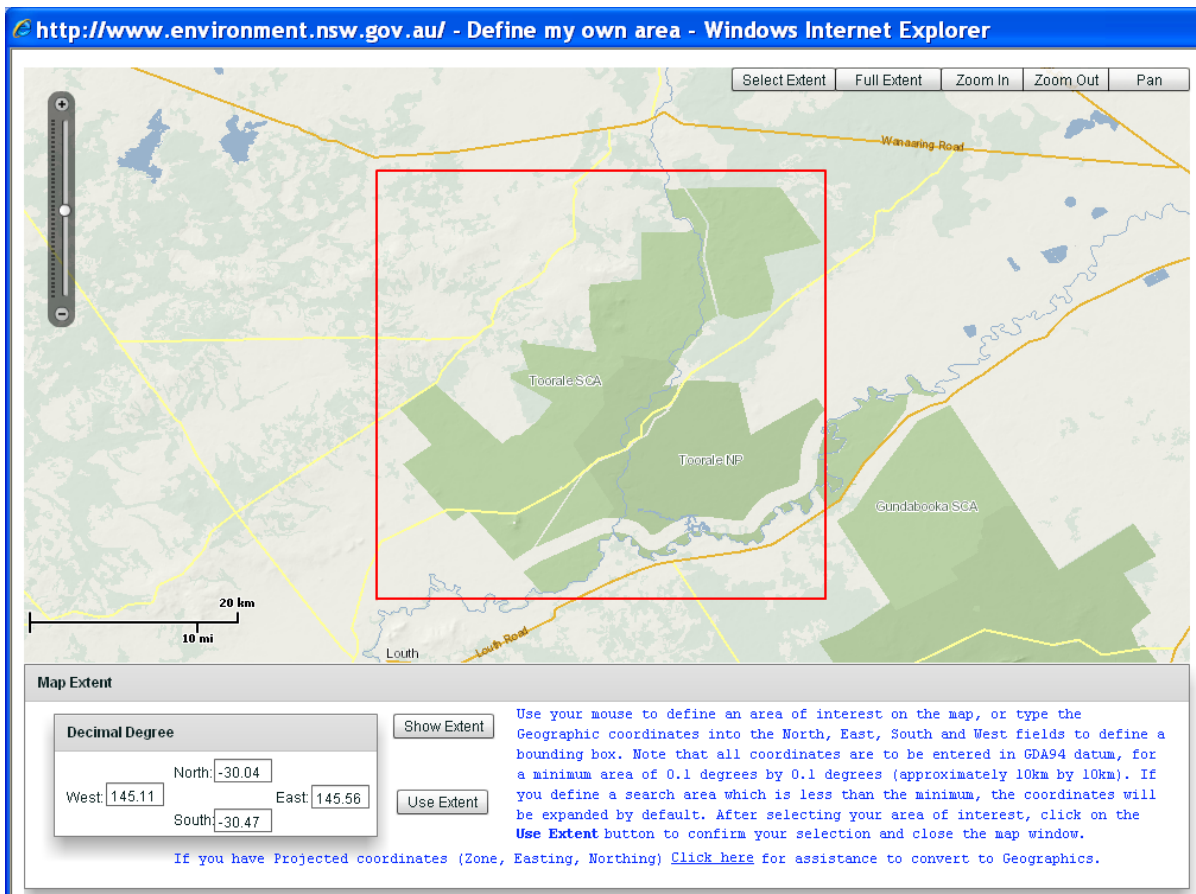 http://www.environment.nsw.gov.au/ - Define my own area - Windows Internet Explorer
Select Extent Full Extent Zoom In Zoom Out Pan
Wanaaring Road
Toorale SCA
Toorale NP
Gundabooka SCA
20 km
10 mi
Louth Road
Louth
Map Extent
Decimal Degree
North: -30.04
West: 145.11
East: 145.56
South: -30.47
Show Extent
Use Extent
Use your mouse to define an area of interest on the map, or type the
Geographic coordinates into the North, East, South and West fields to define a
bounding box. Note that all coordinates are to be entered in GDA94 datum, for
a minimum area of 0.1 degrees by 0.1 degrees (approximately 10km by 10km). If
you define a search area which is less than the minimum, the coordinates will
be expanded by default. After selecting your area of interest, click on the
Use Extent button to confirm your selection and close the map window.
If you have Projected coordinates (Zone, Easting, Northing) Click here for assistance to convert to Geographics.